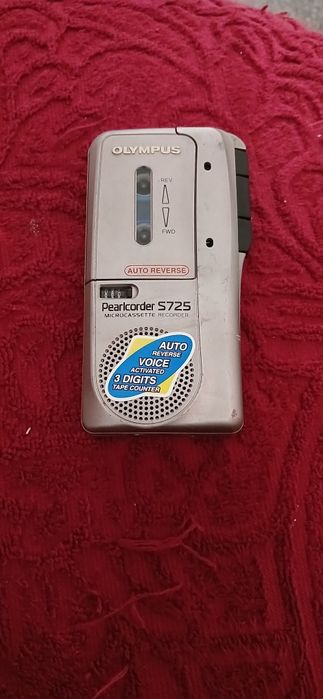 OLYMPUS
REV
FWD
AUTO REVERSE
Pearlcorder S725
MICROCASSETTE RECORDER
AUTO
REVERSE
VOICE
ACTIVATED
3 DIGITS
TAPE COUNTER